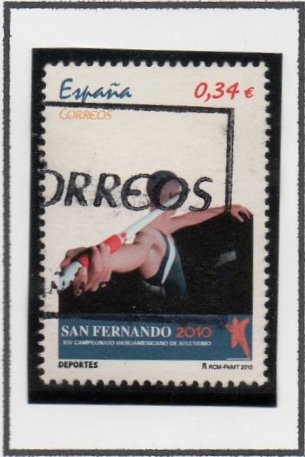 España 0,34 €
CORREOS
ORREOS
SAN FERNANDO 2010
XIV CAMPEONATO IBEROAMERICANO DE ATLETISMO
DEPORTES RCM-FNMT 2010